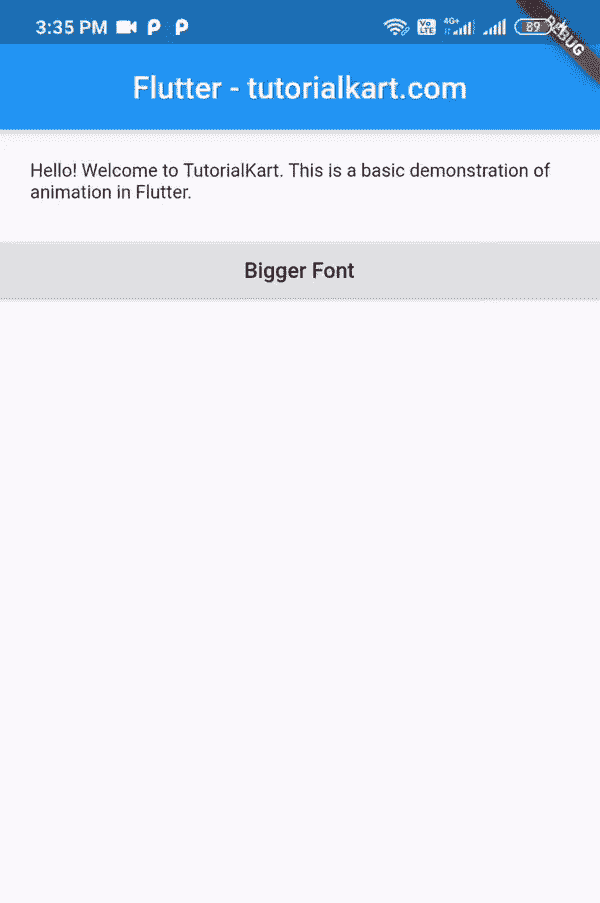 3:35 PM
Vo
LTE
4G+
89
DEBUG
Flutter - tutorialkart.com
Hello! Welcome to TutorialKart. This is a basic demonstration of
animation in Flutter.
Bigger Font